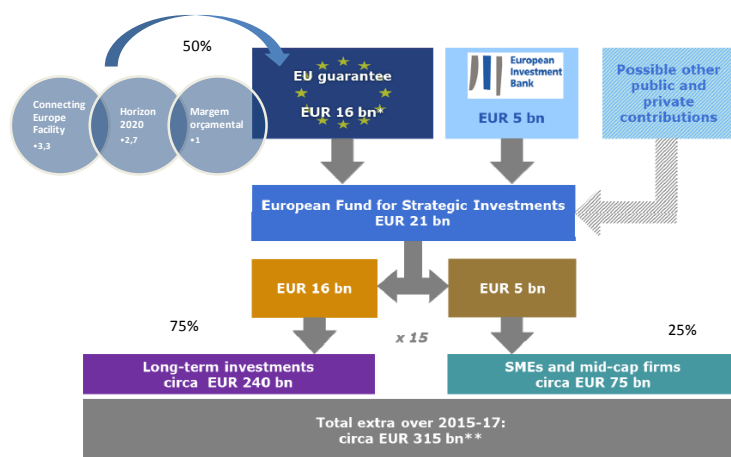 50%
Connecting
Europe
Facility
•3,3
Horizon
2020
•2,7
Margem
orçamental
•1
EU guarantee
EUR 16 bn*
European
Investment
Bank
EUR 5 bn
Possible other
public and
private
contributions
European Fund for Strategic Investments
EUR 21 bn
EUR 16 bn
EUR 5 bn
75%
x 15
25%
Long-term investments
circa EUR 240 bn
SMEs and mid-cap firms
circa EUR 75 bn
Total extra over 2015-17:
circa EUR 315 bn**